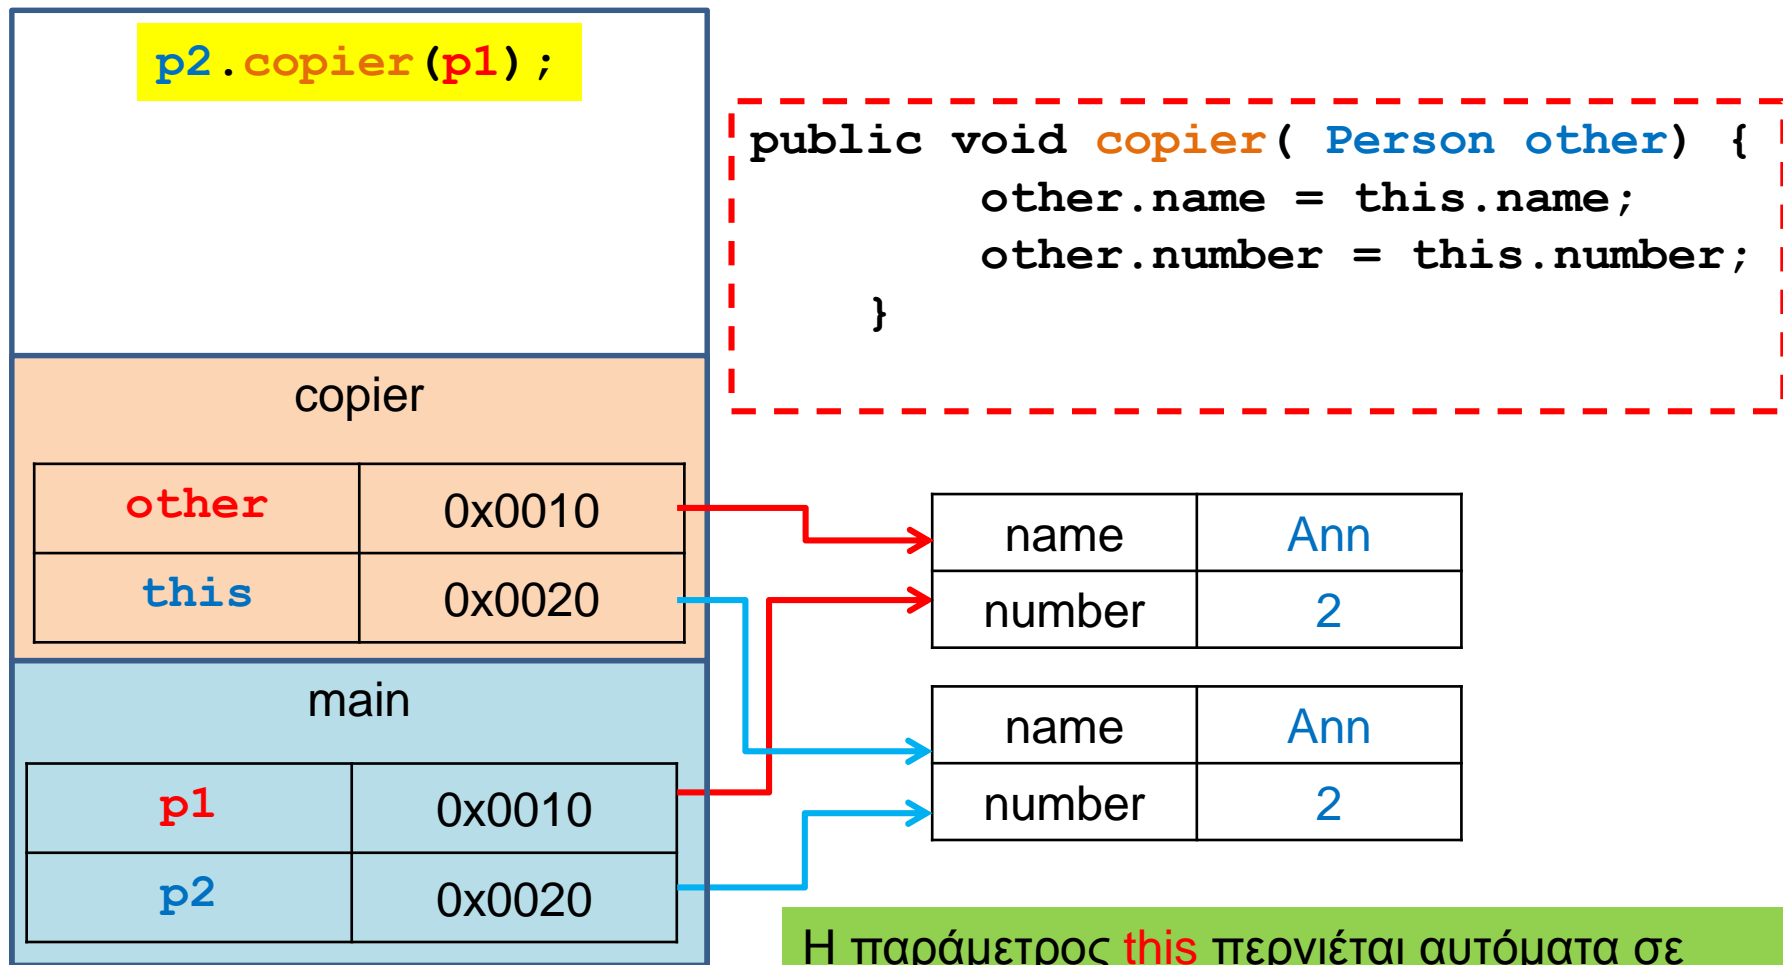 p2.copier(p1);
public void copier( Person other) {
other.name = this.name;
other.number = this.number;
}
copier
other 0x0010
this 0x0020
main
p1 0x0010
p2 0x0020
name Ann
number 2
name Ann
number 2
Η παράμετρος this περνιέται αυτόματα σε